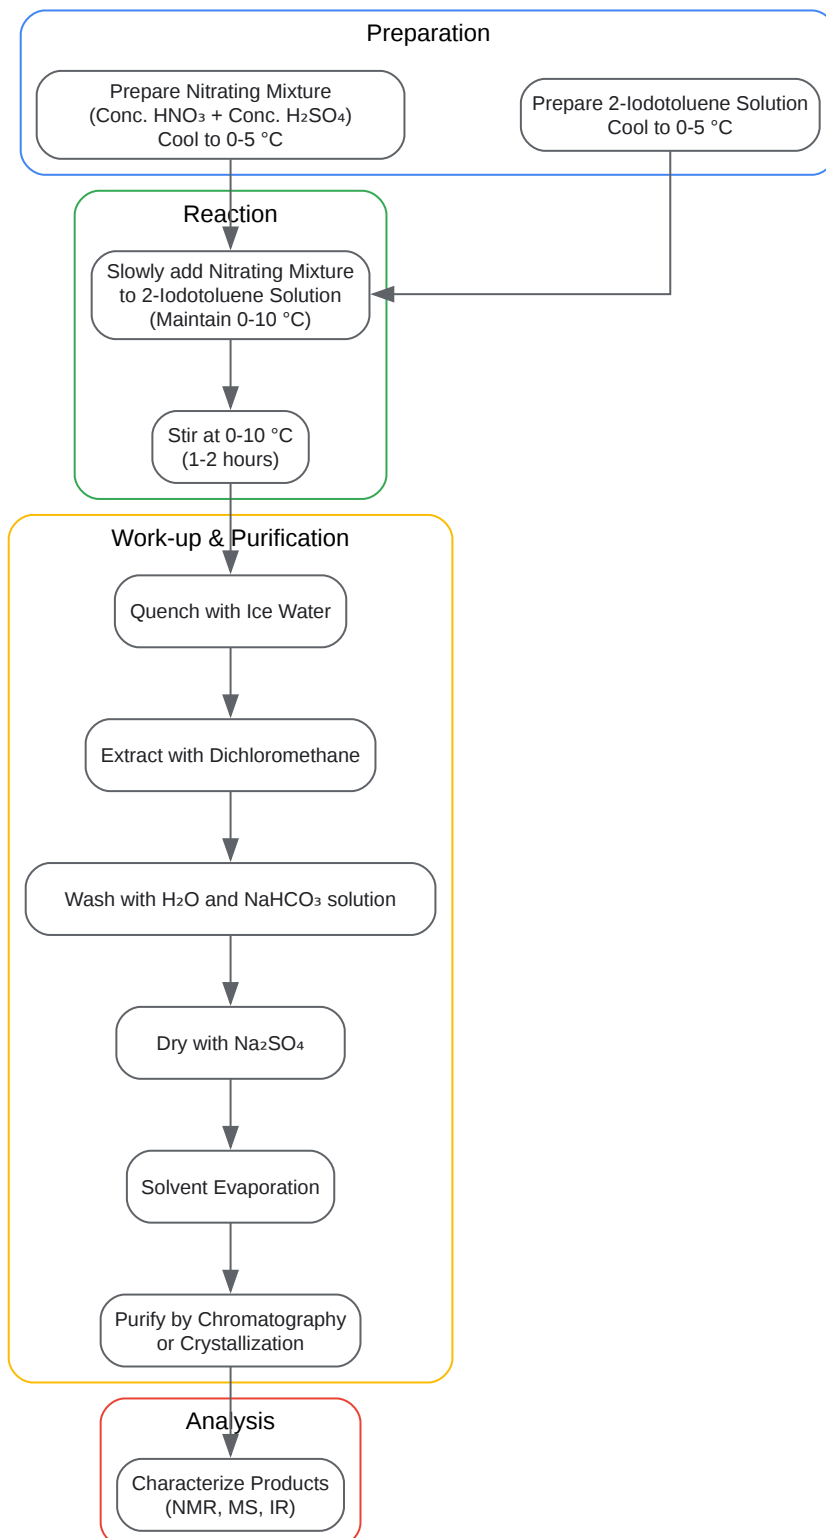 Preparation
Prepare Nitrating Mixture
(Conc. HNO₃ + Conc. H₂SO₄)
Cool to 0-5 °C
Prepare 2-Iodotoluene Solution
Cool to 0-5 °C
Reaction
Slowly add Nitrating Mixture
to 2-Iodotoluene Solution
(Maintain 0-10 °C)
Stir at 0-10 °C
(1-2 hours)
Work-up & Purification
Quench with Ice Water
Extract with Dichloromethane
Wash with H₂O and NaHCO₃ solution
Dry with Na₂SO₄
Solvent Evaporation
Purify by Chromatography
or Crystallization
Analysis
Characterize Products
(NMR, MS, IR)